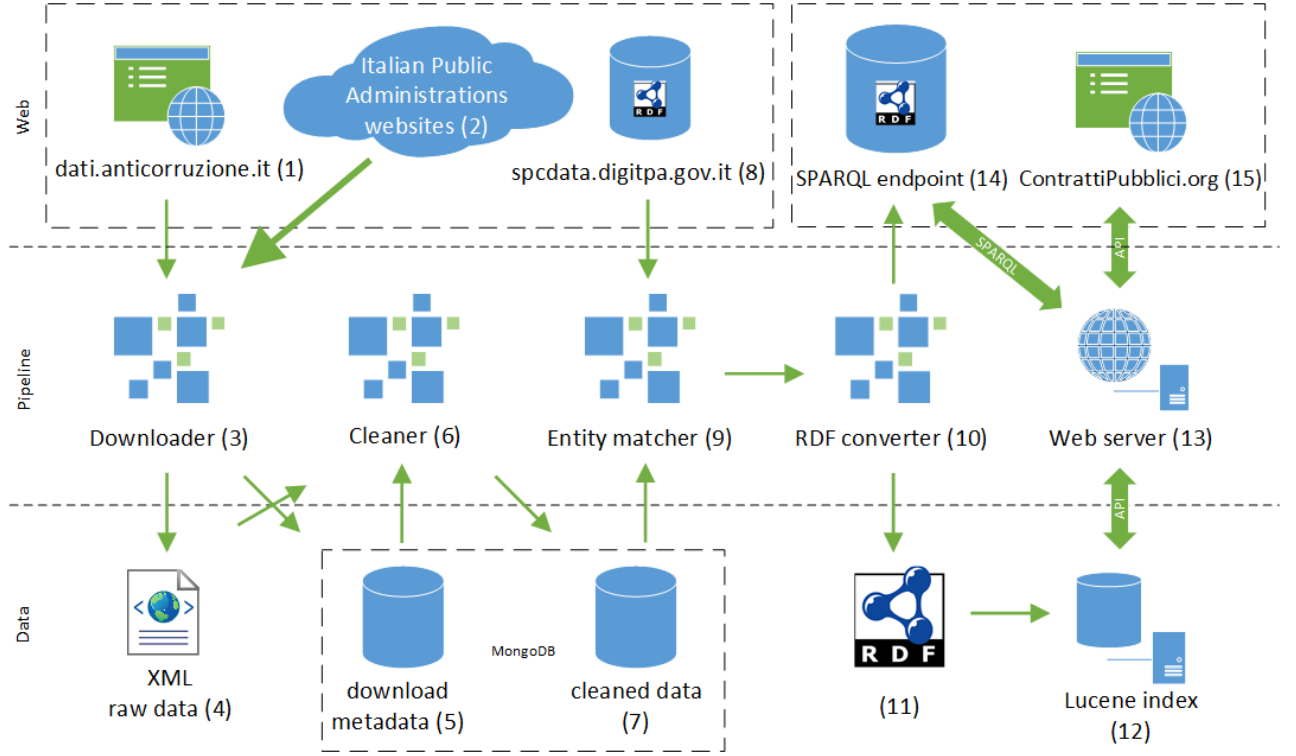 Web
Italian Public
Administrations
websites (2)
RDF
RDF
dati.anticorruzione.it (1)
spcdata.digitpa.gov.it (8)
SPARQL endpoint (14)
ContrattiPubblici.org (15)
SPARQL
API
Pipeline
Downloader (3)
Cleaner (6)
Entity matcher (9)
RDF converter (10)
Web server (13)
API
Data
MongoDB
RDF
XML
raw data (4)
download
metadata (5)
cleaned data
(7)
(11)
Lucene index
(12)